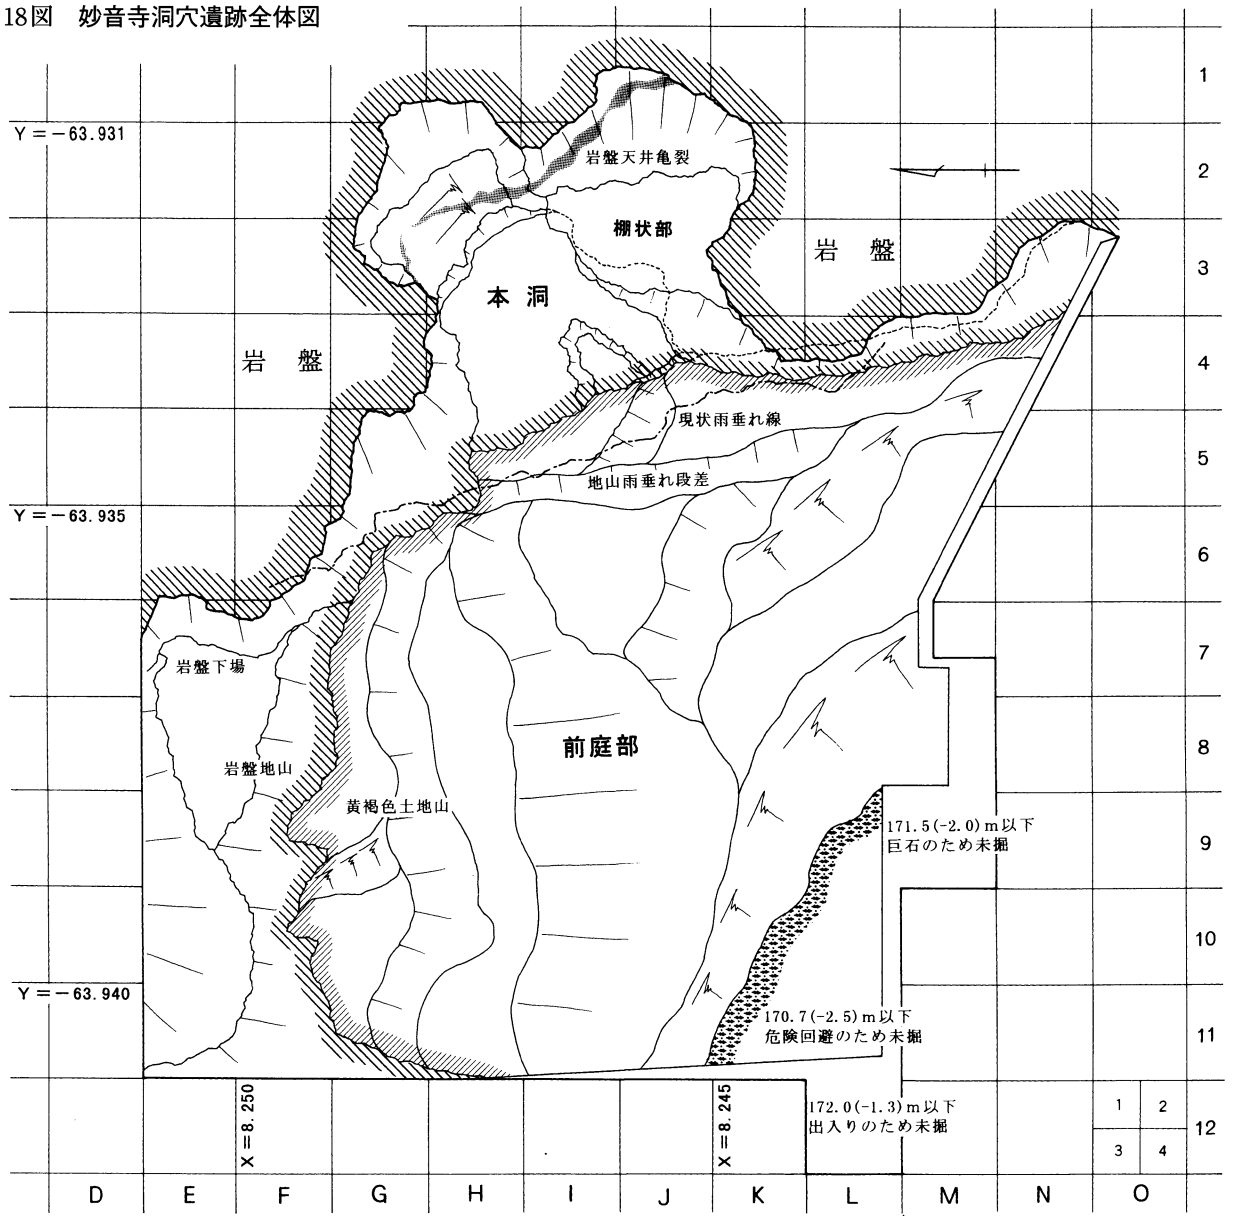 18図 妙音寺洞穴遺跡全体図
1
Y=-63.931
岩盤天井亀裂
2
棚状部
岩 盤
3
本 洞
岩 盤
4
現状雨垂れ線
5
地山雨垂れ段差
Y=-63.935
6
7
岩盤下場
前庭部
8
岩盤地山
黄褐色土地山
171.5(-2.0)m以下
巨石のため未掘
9
10
Y=-63.940
170.7(-2.5)m以下
危険回避のため未掘
11
X=8.250
X=8.245
172.0(-1.3)m以下
出入りのため未掘
1 2
3 4
12
D E F G H I J K L M N O